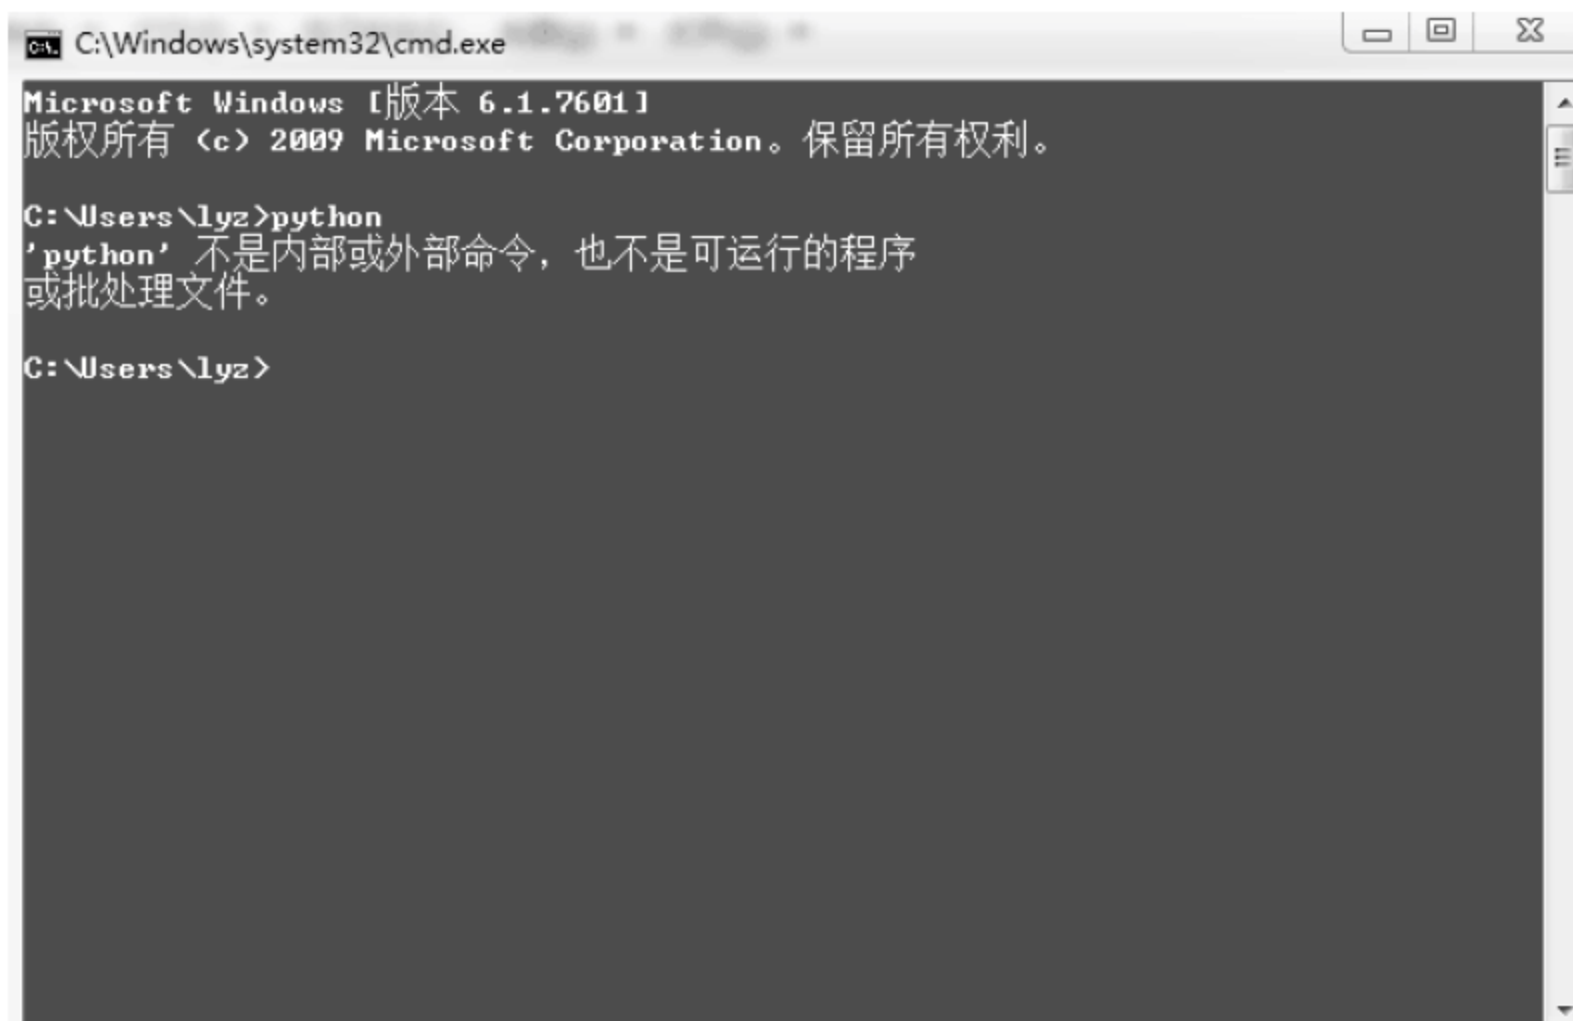 C:\Windows\system32\cmd.exe
Microsoft Windows [版本 6.1.7601]
版权所有 (c) 2009 Microsoft Corporation。保留所有权利。
C:\Users\lyz>python
'python' 不是内部或外部命令，也不是可运行的程序
或批处理文件。
C:\Users\lyz>